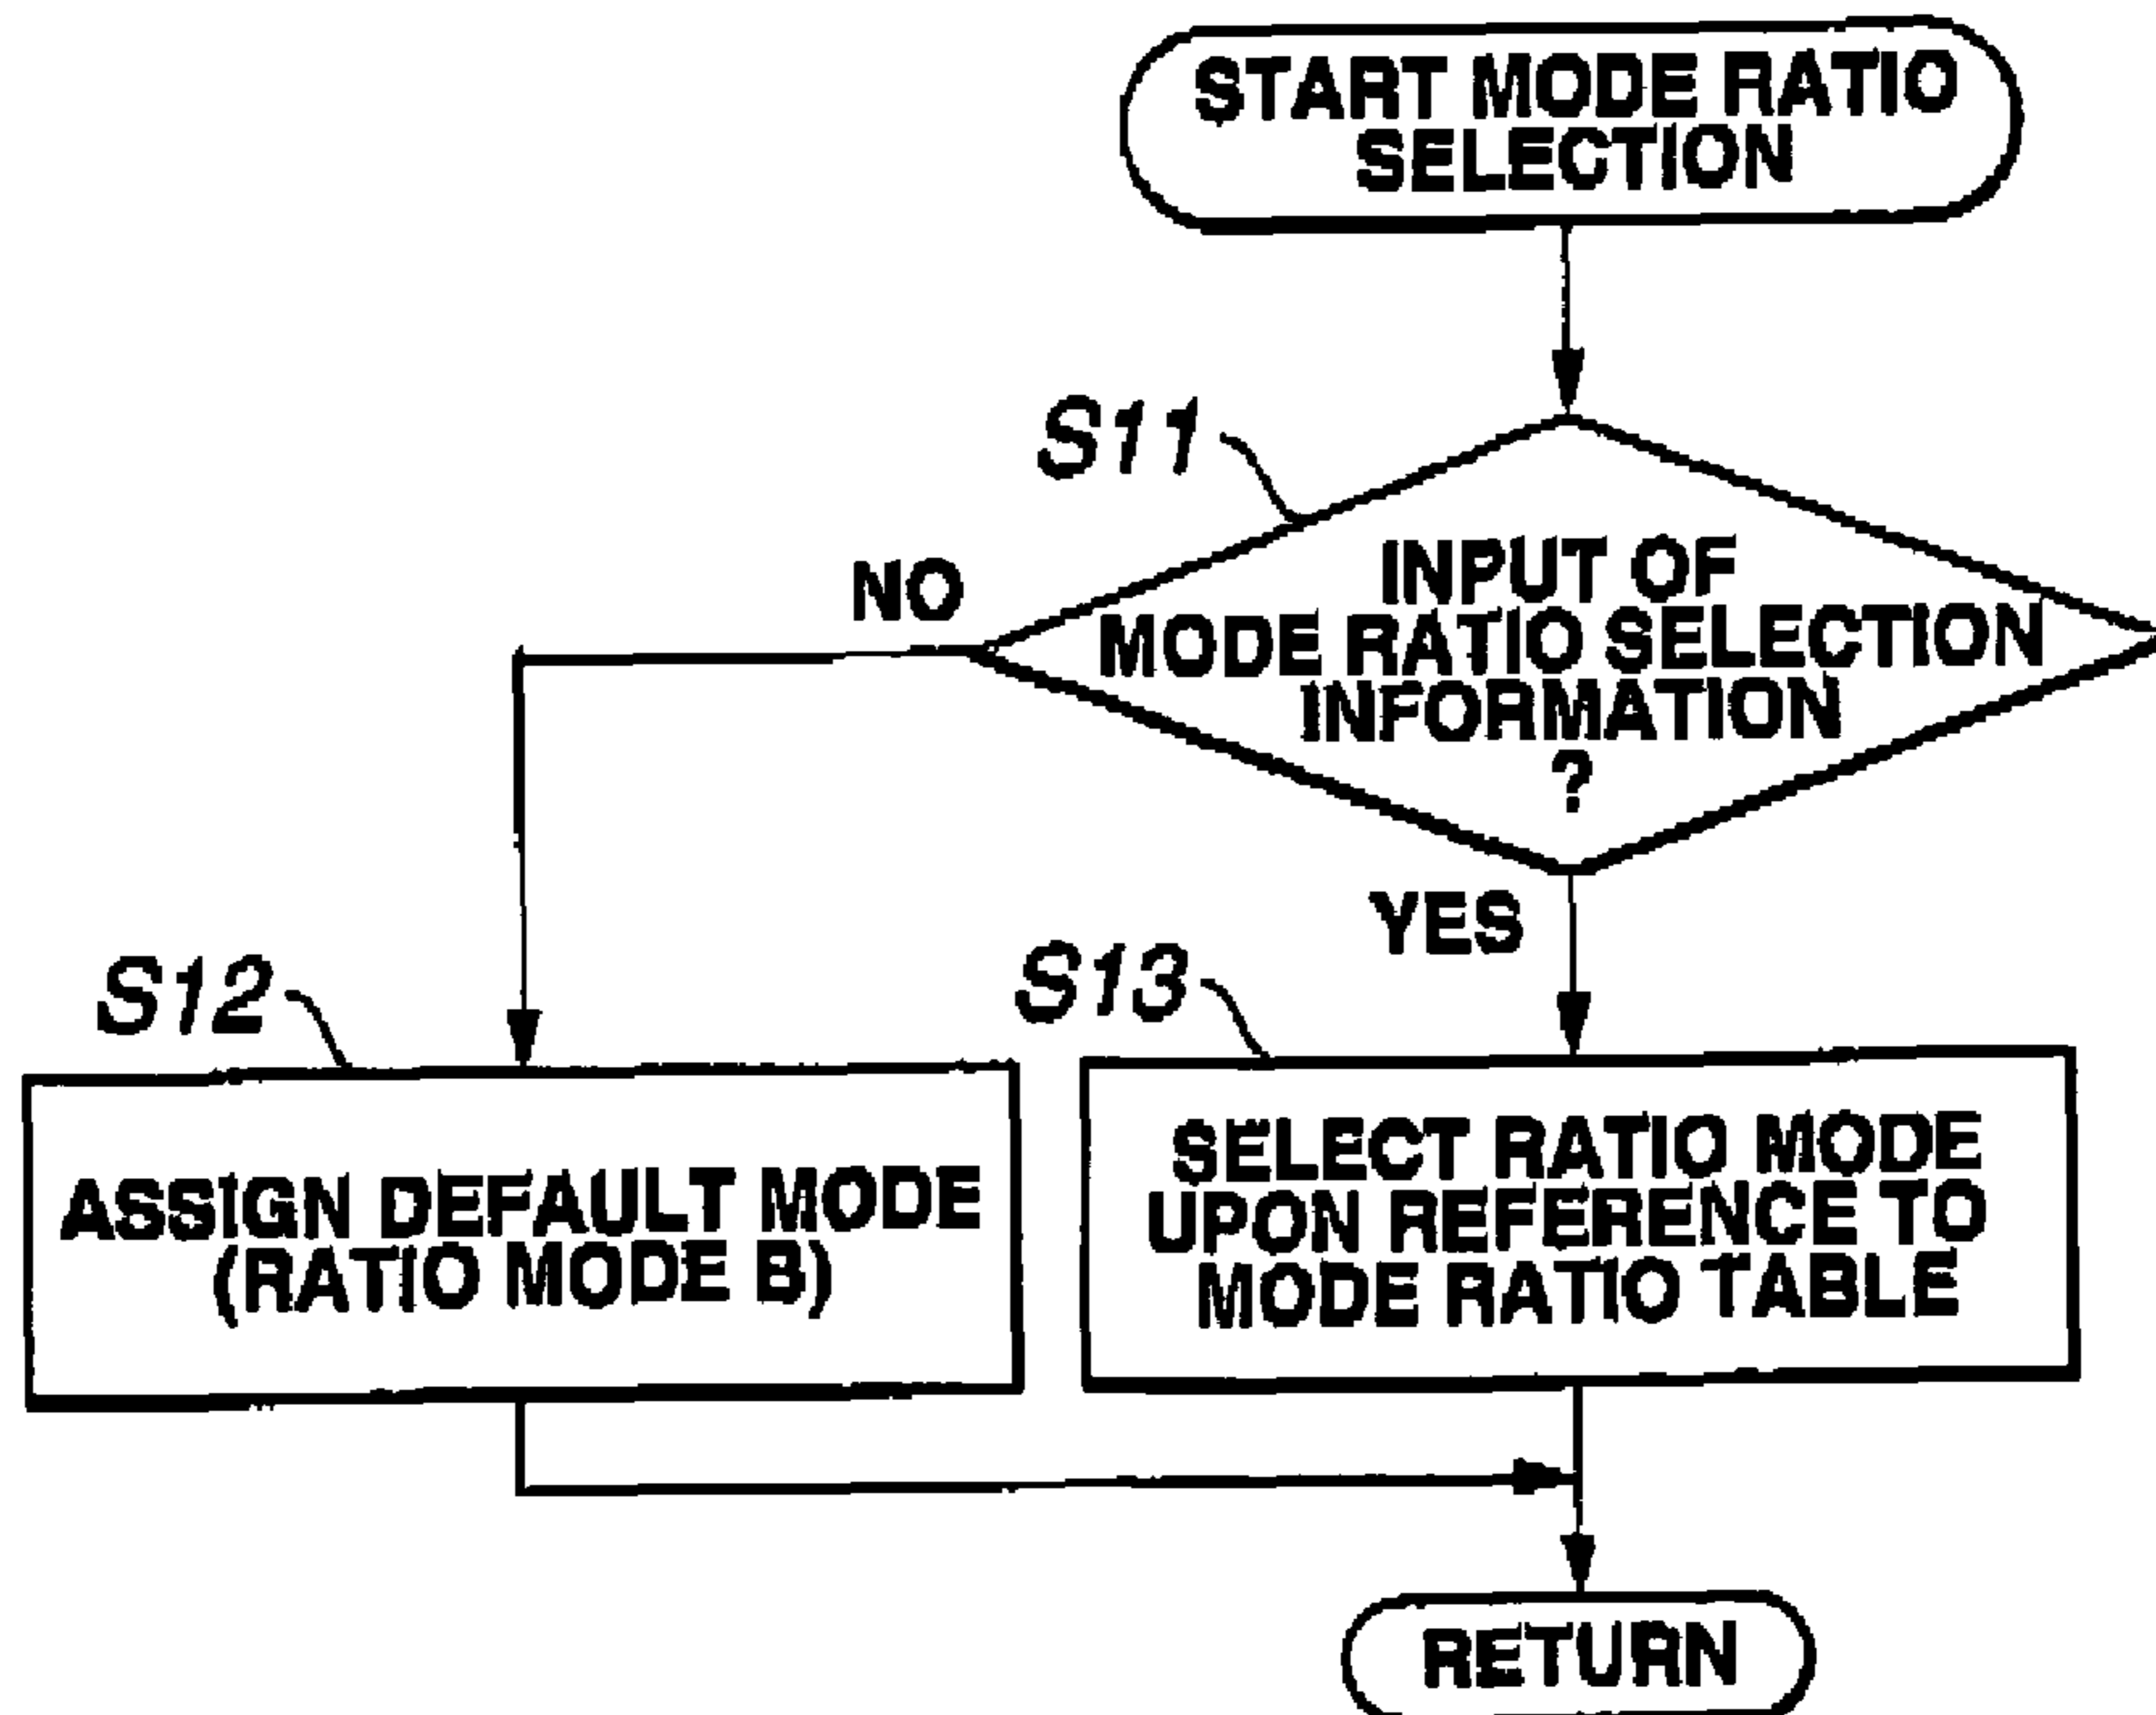 START MODE RATIO
SELECTION
S11
INPUT OF
MODE RATIO SELECTION
INFORMATION
?
NO
YES
S12
ASSIGN DEFAULT MODE
(RATIO MODE B)
S13
SELECT RATIO MODE
UPON REFERENCE TO
MODE RATIO TABLE
RETURN